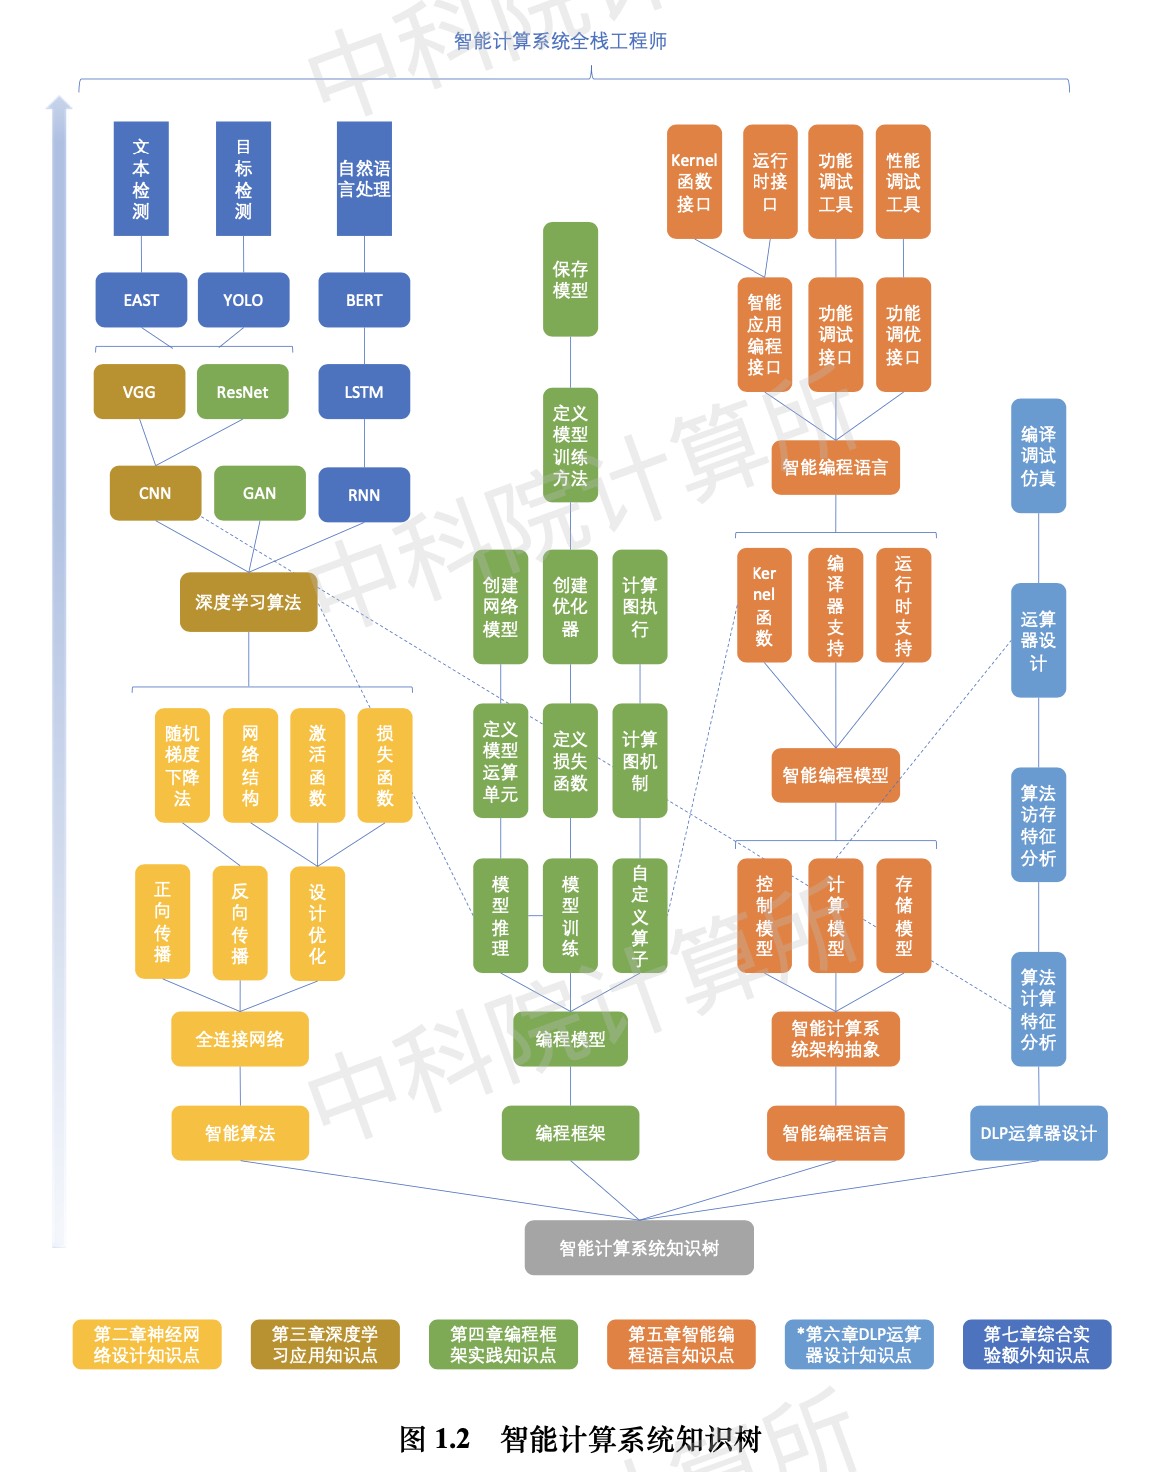 智能计算系统全栈工程师
文本检测
目标检测
自然语
言处理
Kernel
函数
接口
运行
时接
口
功能
调试
工具
性能
调试
工具
保存
模型
EAST
YOLO
BERT
智能
应用
编程
接口
功能
调试
接口
功能
调优
接口
VGG
ResNet
LSTM
定义
模型
训练
方法
编译
调试
仿真
智能编程语言
CNN
GAN
RNN
深度学习算法
创建
网络
模型
创建
优化
器
计算
图执
行
Ker
nel
函
数
编译器支持
运行时支持
运算
器设
计
随机
梯度
下降
法
网络结构
激活函数
损失函数
定义
模型
运算
单元
定义
损失
函数
计算
图机
制
智能编程模型
算法
访存
特征
分析
正向传播
反向传播
设计优化
模型推理
模型训练
自定义算子
控制模型
计算模型
存储模型
算法
计算
特征
分析
全连接网络
编程模型
智能计算系
统架构抽象
智能算法
编程框架
智能编程语言
DLP运算器设计
智能计算系统知识树
第二章神经网
络设计知识点
第三章深度学
习应用知识点
第四章编程框
架实践知识点
第五章智能编
程语言知识点
*第六章DLP运算
器设计知识点
第七章综合实
验额外知识点
图 1.2 智能计算系统知识树
中科院计算所
中科院计算所